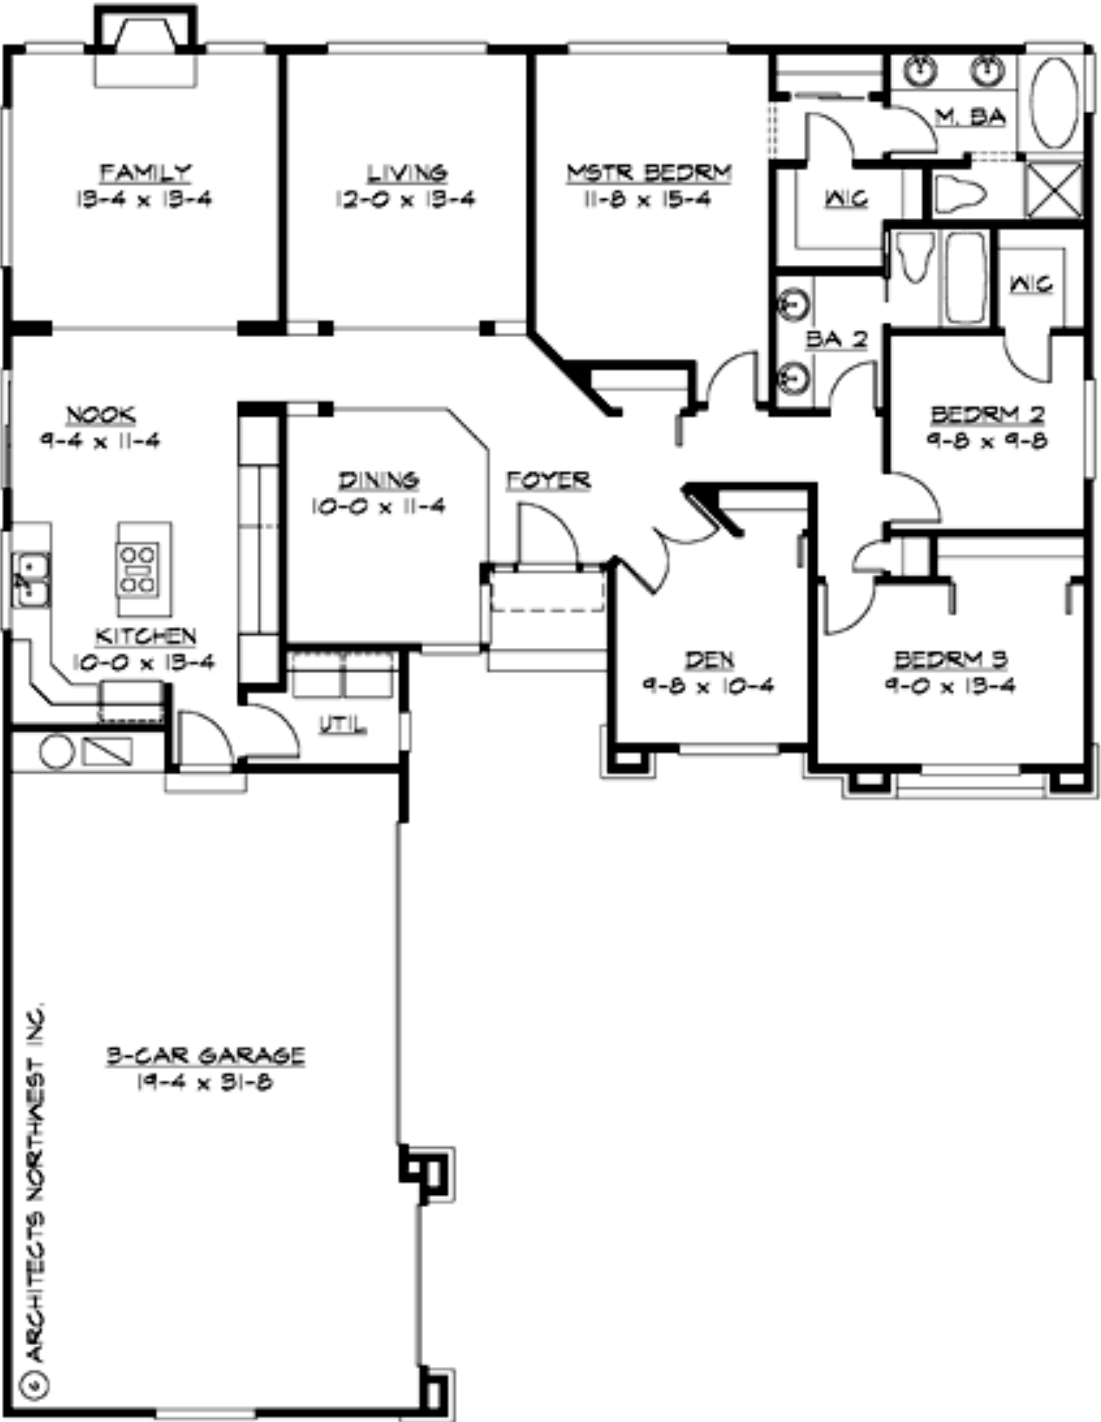 FAMILY
13-4 x 13-4
LIVING
12-0 x 13-4
MSTR BEDRM
11-8 x 15-4
M. BA
WIC
WIC
BA 2
NOOK
9-4 x 11-4
BEDRM 2
9-8 x 9-8
DINING
10-0 x 11-4
FOYER
KITCHEN
10-0 x 13-4
DEN
9-8 x 10-4
BEDRM 3
9-0 x 13-4
UTIL
3-CAR GARAGE
19-4 x 31-8
© ARCHITECTS NORTHWEST INC.